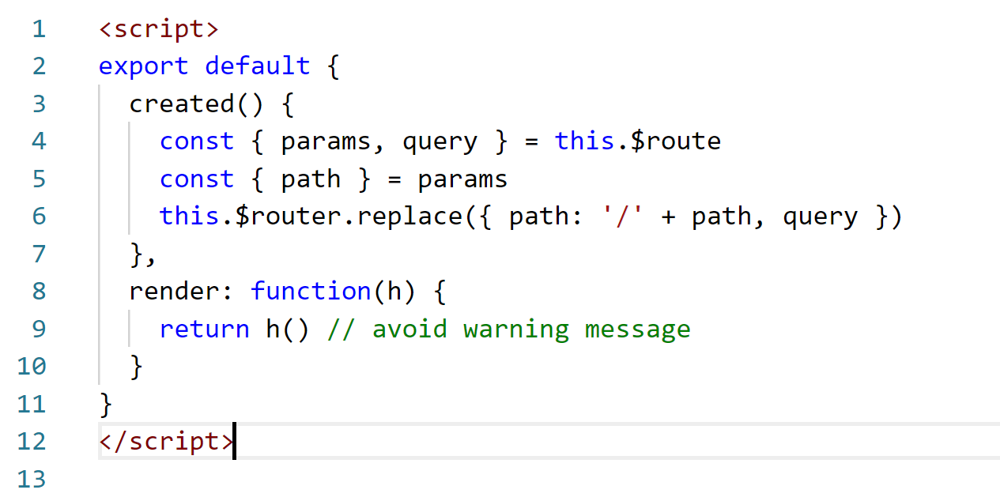 1 <script>
2 export default {
3   created() {
4     const { params, query } = this.$route
5     const { path } = params
6     this.$router.replace({ path: '/' + path, query })
7   },
8   render: function(h) {
9     return h() // avoid warning message
10   }
11 }
12 </script>
13